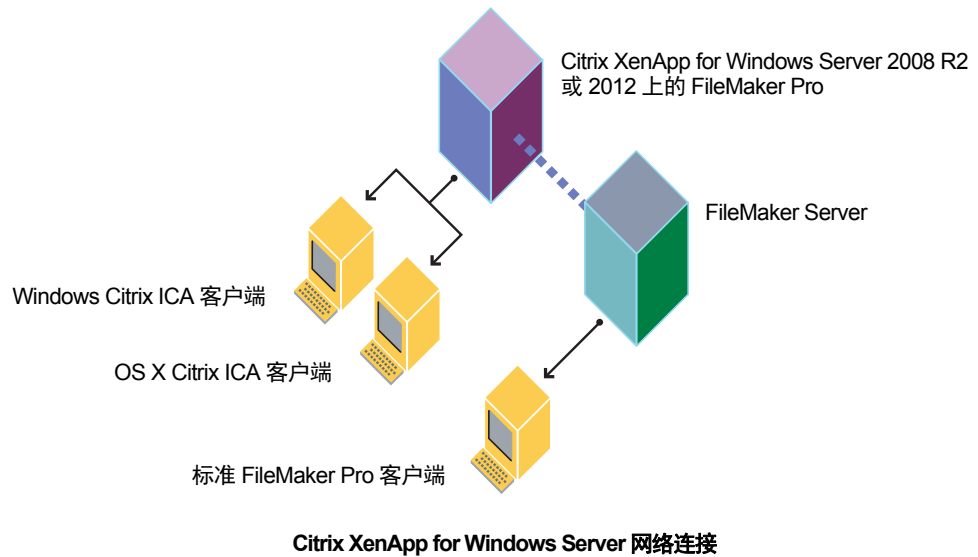 Citrix XenApp for Windows Server 2008 R2
或 2012 上的 FileMaker Pro
FileMaker Server
Windows Citrix ICA 客户端
OS X Citrix ICA 客户端
标准 FileMaker Pro 客户端
Citrix XenApp for Windows Server 网络连接